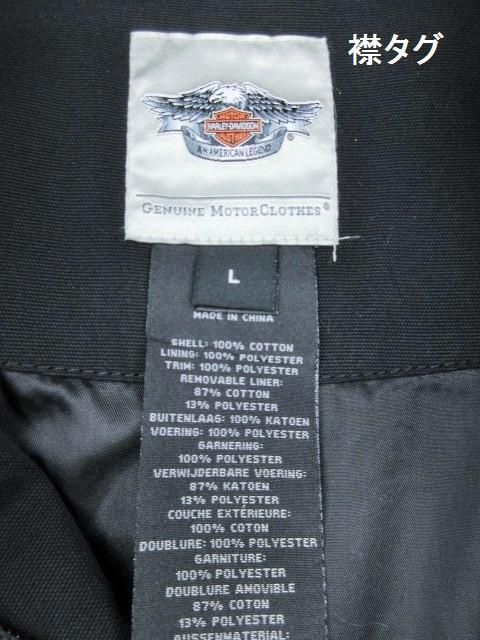 襟タグ
MOTOR
HARLEY-DAVIDSON
CLOTHES
AN AMERICAN LEGEND
®
GENUINE MOTORCLOTHES®
L
MADE IN CHINA
SHELL: 100% COTTON
LINING: 100% POLYESTER
TRIM: 100% POLYESTER
REMOVABLE LINER:
87% COTTON
13% POLYESTER
BUITENLAAG: 100% KATOEN
VOERING: 100% POLYESTER
GARNERING:
100% POLYESTER
VERWIJDERBARE VOERING:
87% KATOEN
13% POLYESTER
COUCHE EXTÉRIEURE:
100% COTON
DOUBLURE: 100% POLYESTER
GARNITURE:
100% POLYESTER
DOUBLURE AMOVIBLE
87% COTON
13% POLYESTER
AUSSENMATERIAL: